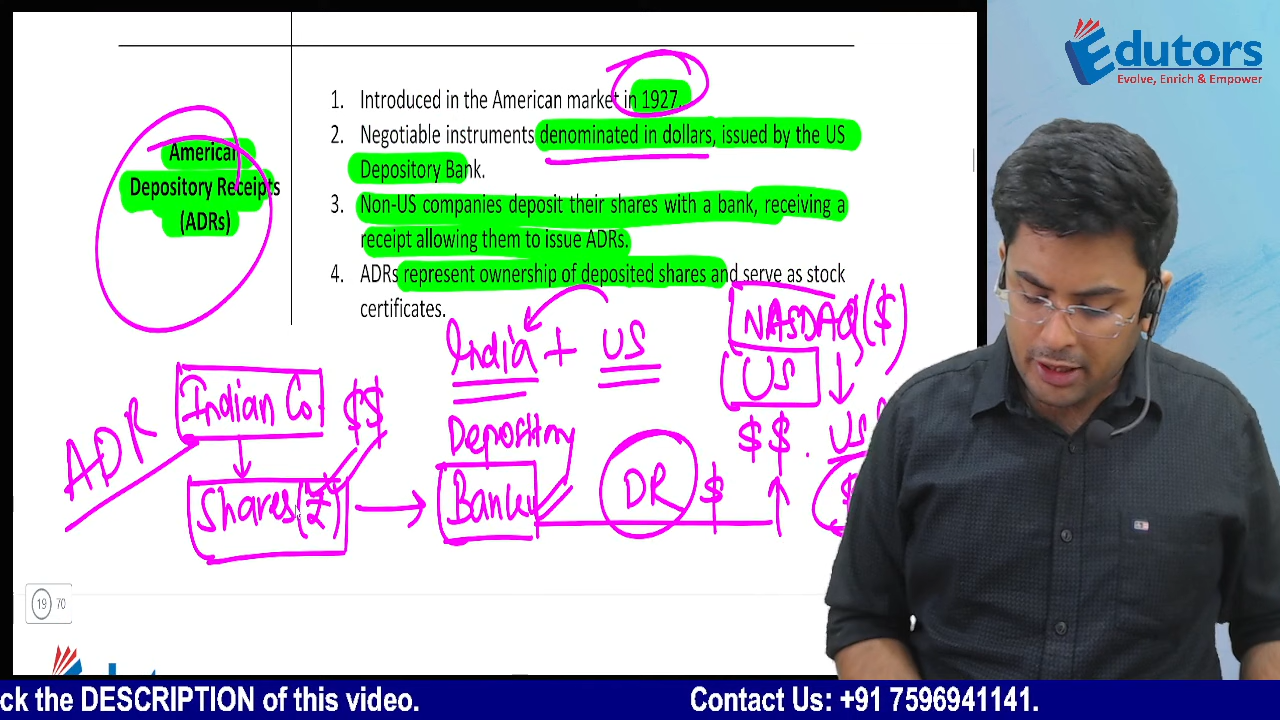 Edutors
Evolve, Enrich & Empower
American
Depository Receipts
(ADRs)
1. Introduced in the American market in 1927.
2. Negotiable instruments denominated in dollars, issued by the US
Depository Bank.
3. Non-US companies deposit their shares with a bank, receiving a
receipt allowing them to issue ADRs.
4. ADRs represent ownership of deposited shares and serve as stock
certificates.
India + US
NASDAQ ($)
US
ADR
Indian Co.
$$
Depository
$$ . US
Shares (₹)
Bank
DR $
$
19 70
ck the DESCRIPTION of this video.
Contact Us: +91 7596941141.